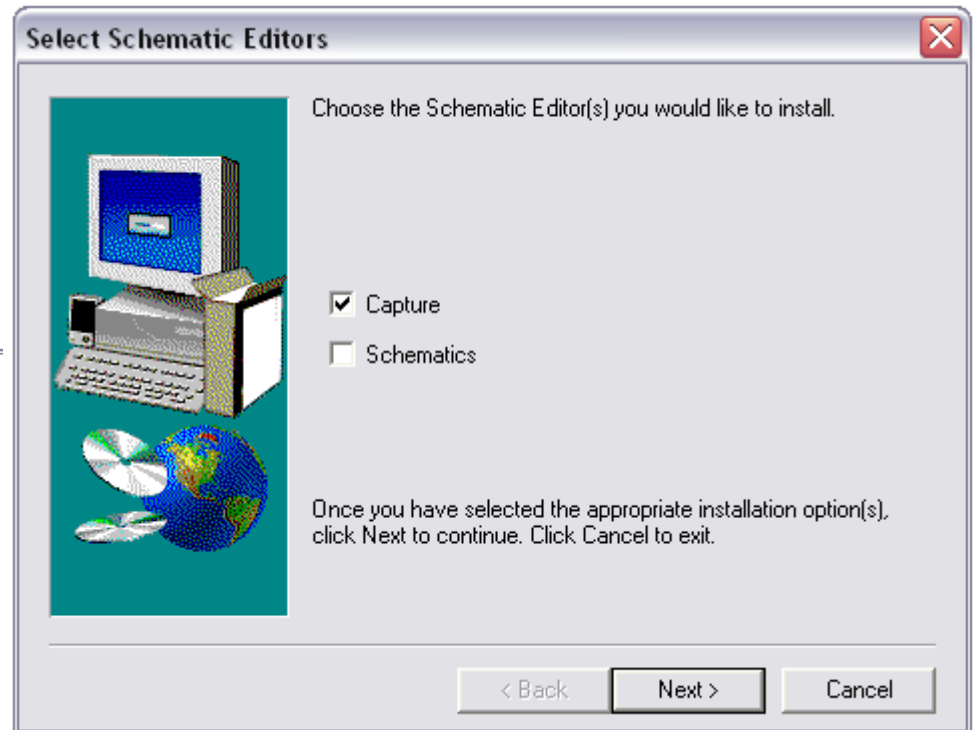 Select Schematic Editors
Choose the Schematic Editor(s) you would like to install.
Capture
Schematics
Once you have selected the appropriate installation option(s),
click Next to continue. Click Cancel to exit.
< Back
Next >
Cancel